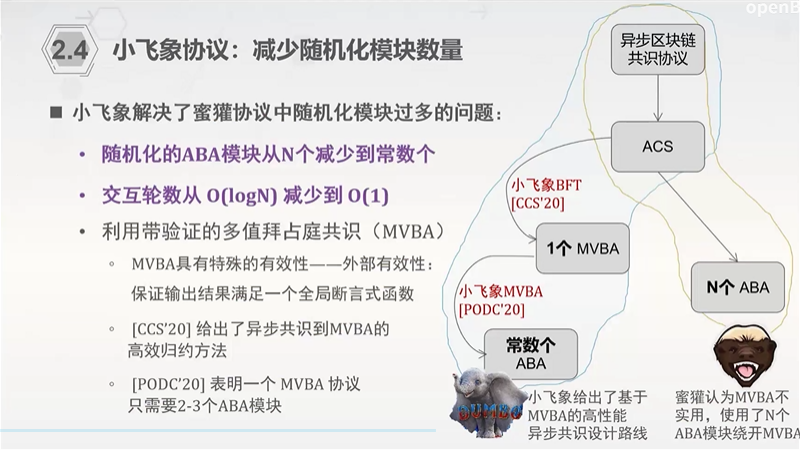 openB
2.4 小飞象协议：减少随机化模块数量
■ 小飞象解决了蜜獾协议中随机化模块过多的问题：
• 随机化的ABA模块从N个减少到常数个
• 交互轮数从 O(logN) 减少到 O(1)
• 利用带验证的多值拜占庭共识（MVBA）
◦ MVBA具有特殊的有效性——外部有效性：
保证输出结果满足一个全局断言式函数
◦ [CCS'20] 给出了异步共识到MVBA的
高效归约方法
◦ [PODC'20] 表明一个 MVBA 协议
只需要2-3个ABA模块
异步区块链
共识协议
ACS
小飞象BFT
[CCS'20]
1个 MVBA
N个 ABA
小飞象MVBA
[PODC'20]
常数个
ABA
DUMBO
小飞象给出了基于
MVBA的高性能
异步共识设计路线
蜜獾认为MVBA不
实用，使用了N个
ABA模块绕开MVBA